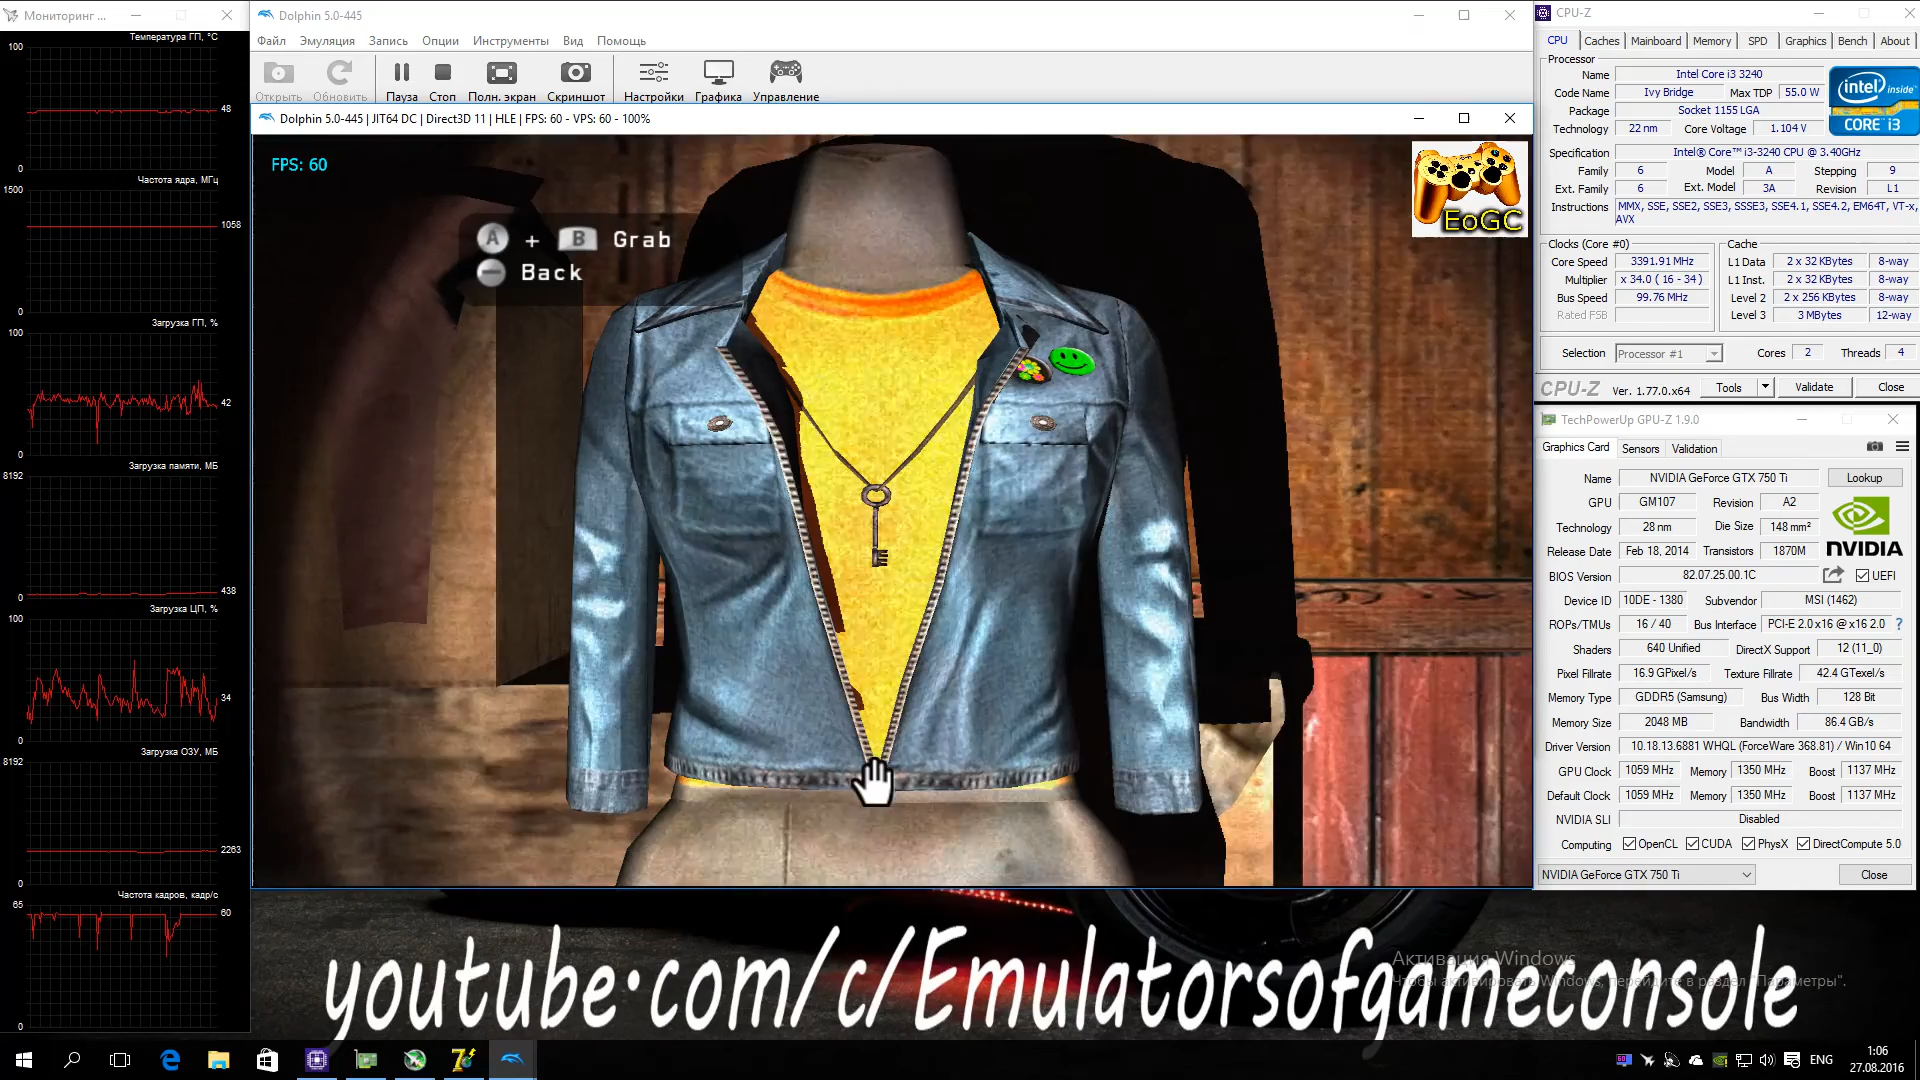 Мониторинг ...
Температура ГП, °C
100
48
0
Частота ядра, МГц
1500
1058
0
Загрузка ГП, %
100
42
0
Загрузка памяти, МБ
8192
438
0
Загрузка ЦП, %
100
34
0
Загрузка ОЗУ, МБ
8192
2263
0
Частота кадров, кадр/с
65
60
0
Dolphin 5.0-445
Файл Эмуляция Запись Опции Инструменты Вид Помощь
Открыть Обновить Пауза Стоп Полн. экран Скриншот Настройки Графика Управление
Dolphin 5.0-445 | JIT64 DC | Direct3D 11 | HLE | FPS: 60 - VPS: 60 - 100%
FPS: 60
A + B Grab
Back
EoGC
CPU-Z
CPU Caches Mainboard Memory SPD Graphics Bench About
Processor
Name Intel Core i3 3240
Code Name Ivy Bridge Max TDP 55.0 W
Package Socket 1155 LGA
Technology 22 nm Core Voltage 1.104 V
intel inside
CORE i3
Specification Intel® Core™ i3-3240 CPU @ 3.40GHz
Family 6 Model A Stepping 9
Ext. Family 6 Ext. Model 3A Revision L1
Instructions MMX, SSE, SSE2, SSE3, SSSE3, SSE4.1, SSE4.2, EM64T, VT-x,
AVX
Clocks (Core #0) Cache
Core Speed 3391.91 MHz L1 Data 2 x 32 KBytes 8-way
Multiplier x 34.0 ( 16 - 34 ) L1 Inst. 2 x 32 KBytes 8-way
Bus Speed 99.76 MHz Level 2 2 x 256 KBytes 8-way
Rated FSB Level 3 3 MBytes 12-way
Selection Processor #1 Cores 2 Threads 4
CPU-Z Ver. 1.77.0.x64 Tools Validate Close
TechPowerUp GPU-Z 1.9.0
Graphics Card Sensors Validation
Name NVIDIA GeForce GTX 750 Ti Lookup
GPU GM107 Revision A2
Technology 28 nm Die Size 148 mm²
Release Date Feb 18, 2014 Transistors 1870M
NVIDIA
BIOS Version 82.07.25.00.1C UEFI
Device ID 10DE - 1380 Subvendor MSI (1462)
ROPs/TMUs 16 / 40 Bus Interface PCI-E 2.0 x16 @ x16 2.0 ?
Shaders 640 Unified DirectX Support 12 (11_0)
Pixel Fillrate 16.9 GPixel/s Texture Fillrate 42.4 GTexel/s
Memory Type GDDR5 (Samsung) Bus Width 128 Bit
Memory Size 2048 MB Bandwidth 86.4 GB/s
Driver Version 10.18.13.6881 WHQL (ForceWare 368.81) / Win10 64
GPU Clock 1059 MHz Memory 1350 MHz Boost 1137 MHz
Default Clock 1059 MHz Memory 1350 MHz Boost 1137 MHz
NVIDIA SLI Disabled
Computing OpenCL CUDA PhysX DirectCompute 5.0
NVIDIA GeForce GTX 750 Ti Close
youtube.com/c/Emulatorsofgameconsole
Активация Windows
Чтобы активировать Windows, перейдите в раздел "Параметры".
ENG
1:06
27.08.2016